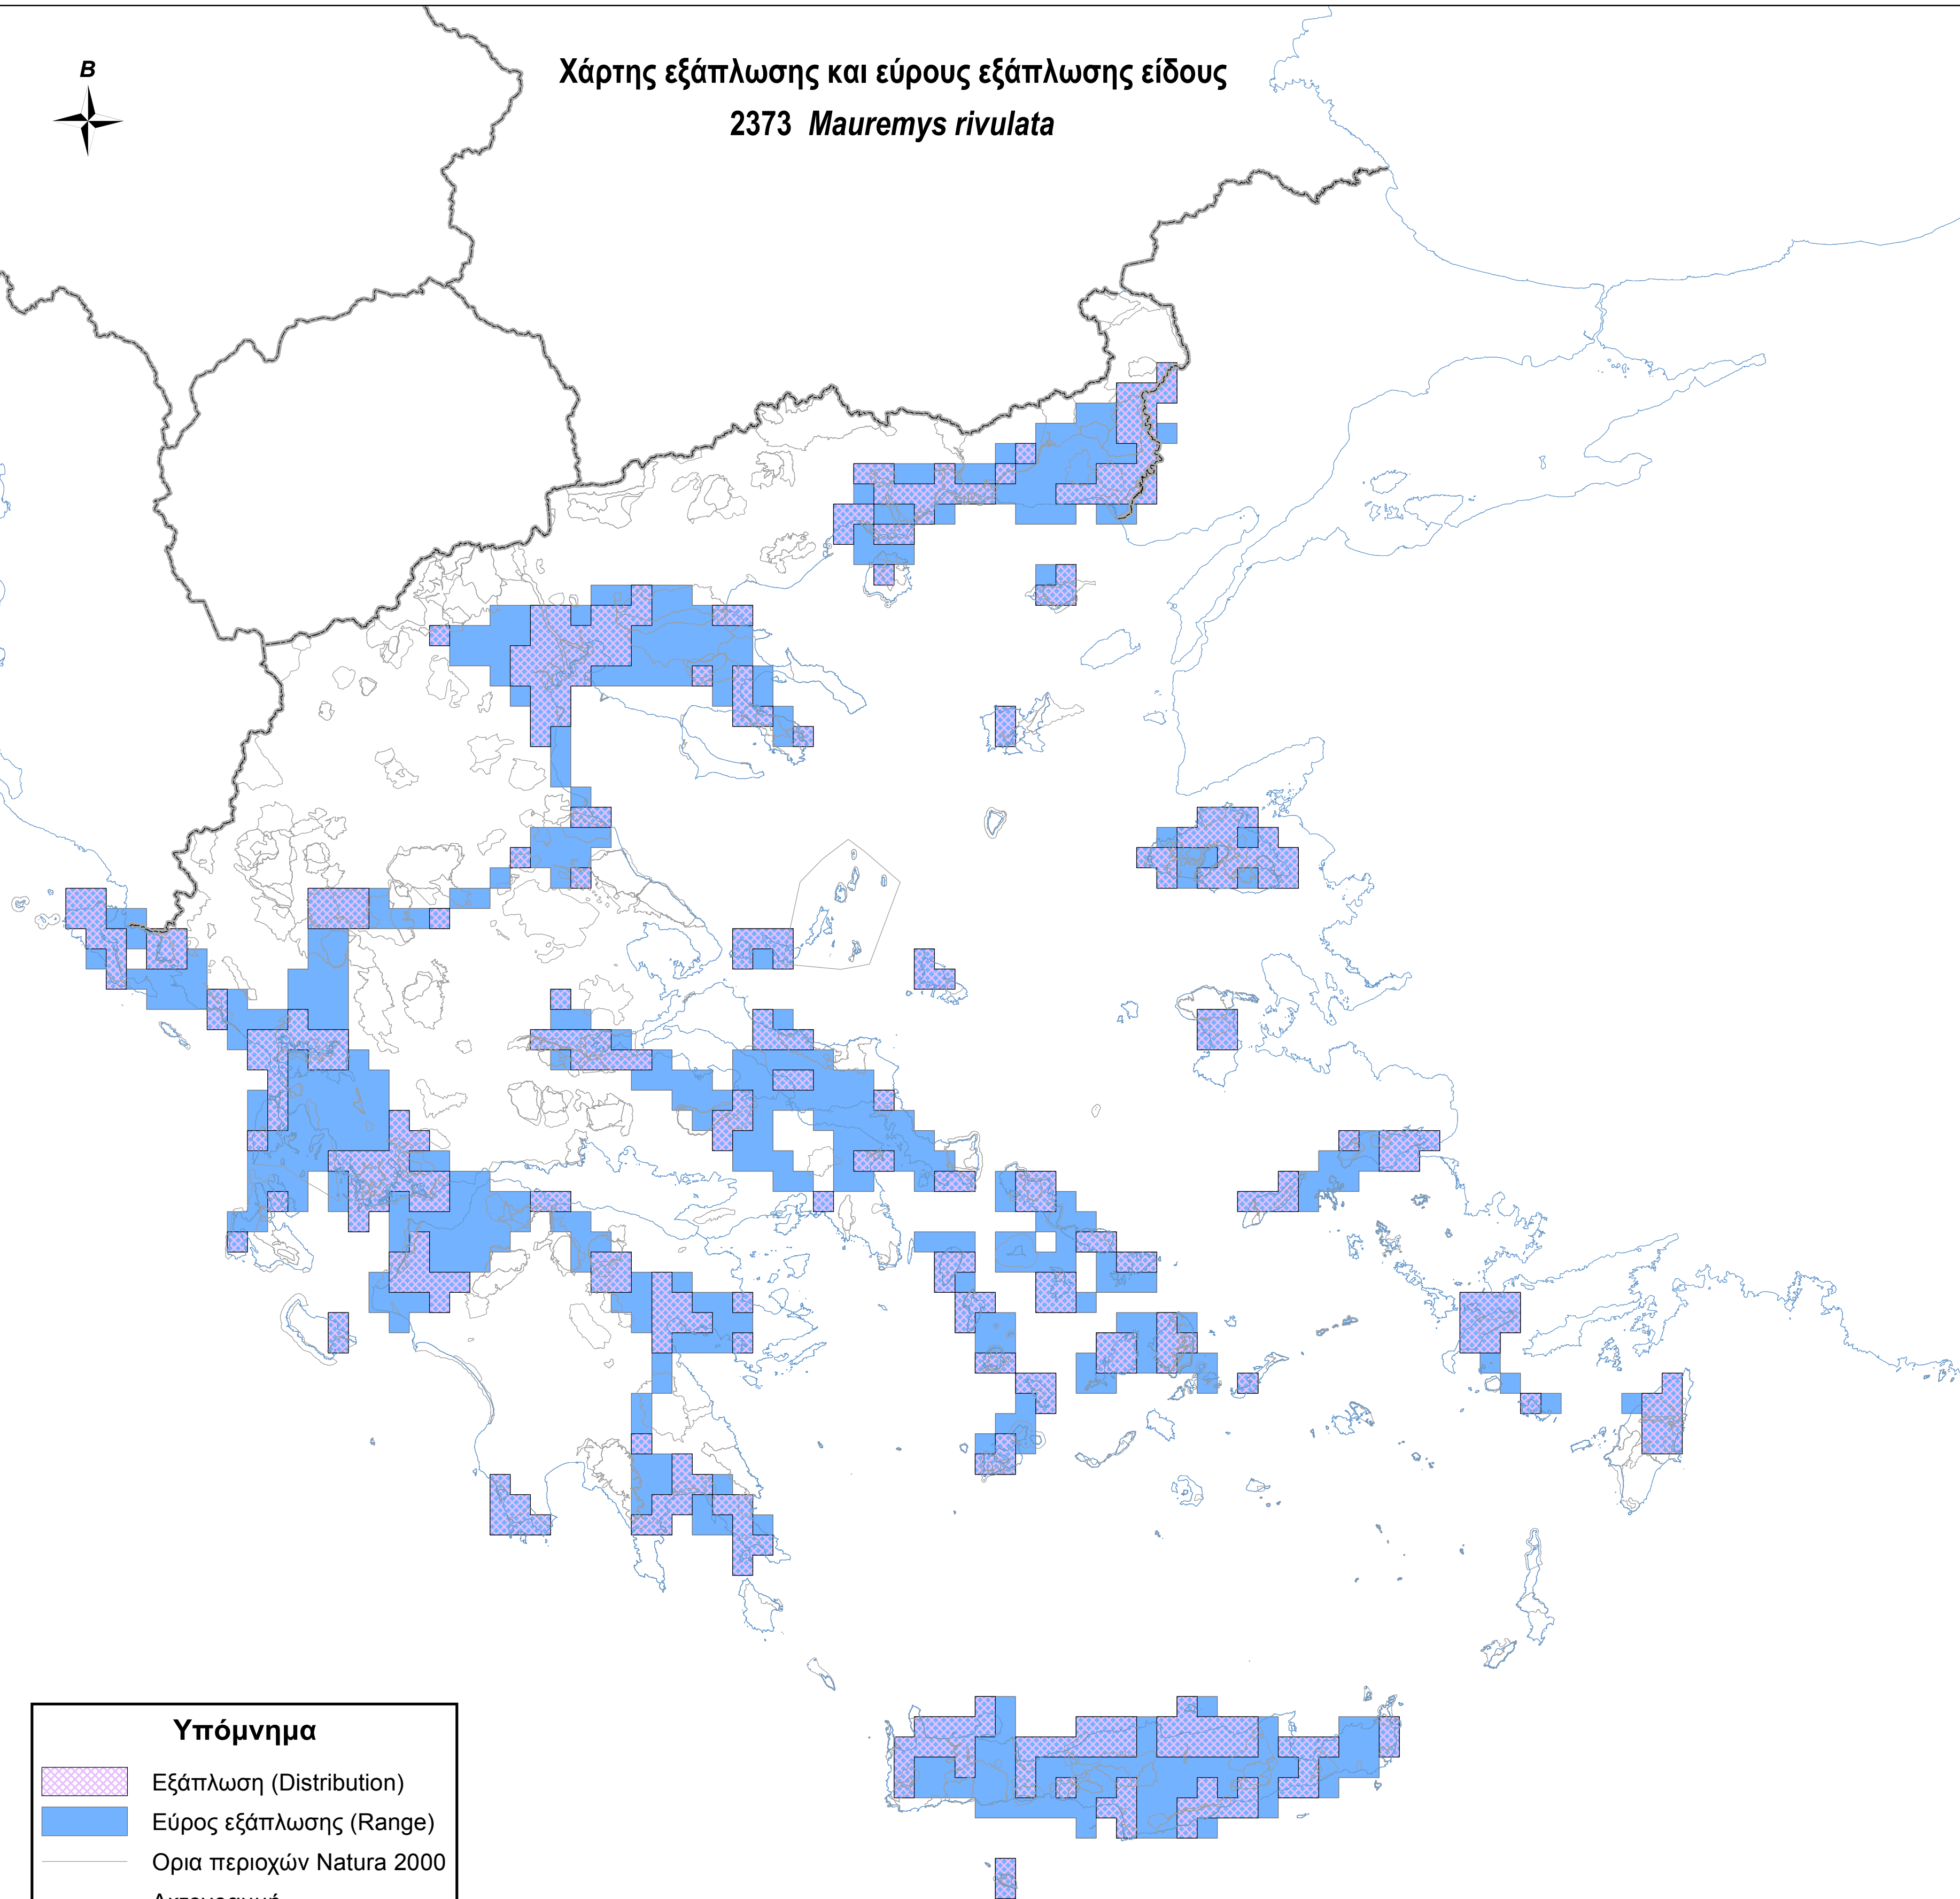 B
Χάρτης εξάπλωσης και εύρους εξάπλωσης είδους
2373 Mauremys rivulata
Υπόμνημα
Εξάπλωση (Distribution)
Εύρος εξάπλωσης (Range)
Ορια περιοχών Natura 2000